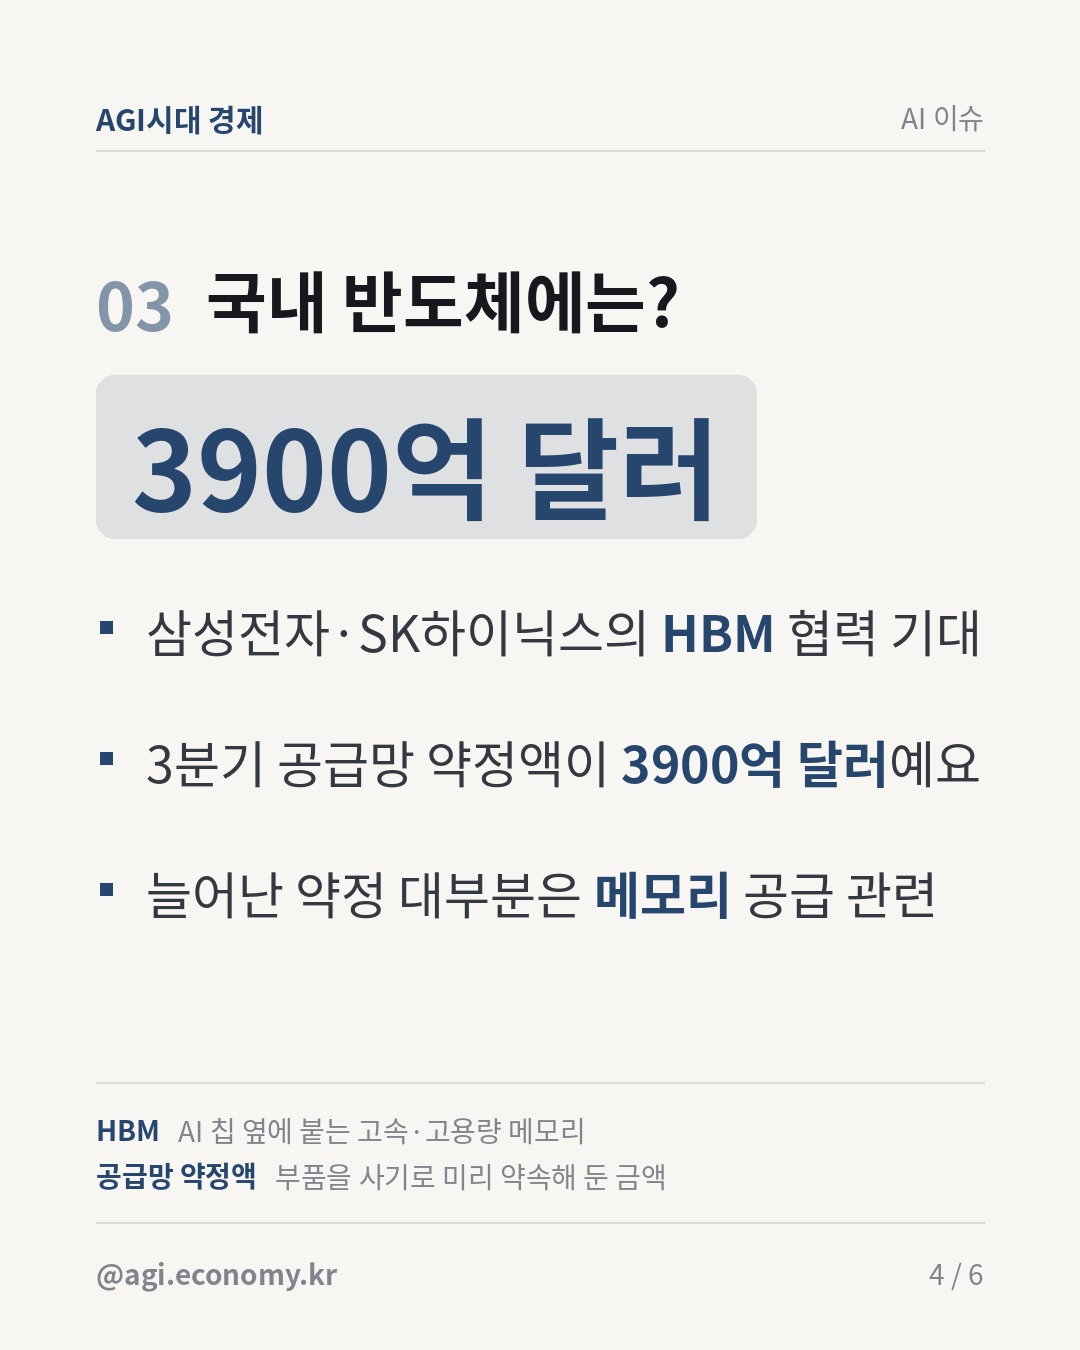 AGI시대 경제
AI 이슈
03 국내 반도체에는?
3900억 달러
▪ 삼성전자·SK하이닉스의 HBM 협력 기대
▪ 3분기 공급망 약정액이 3900억 달러예요
▪ 늘어난 약정 대부분은 메모리 공급 관련
HBM AI 칩 옆에 붙는 고속·고용량 메모리
공급망 약정액 부품을 사기로 미리 약속해 둔 금액
@agi.economy.kr
4 / 6